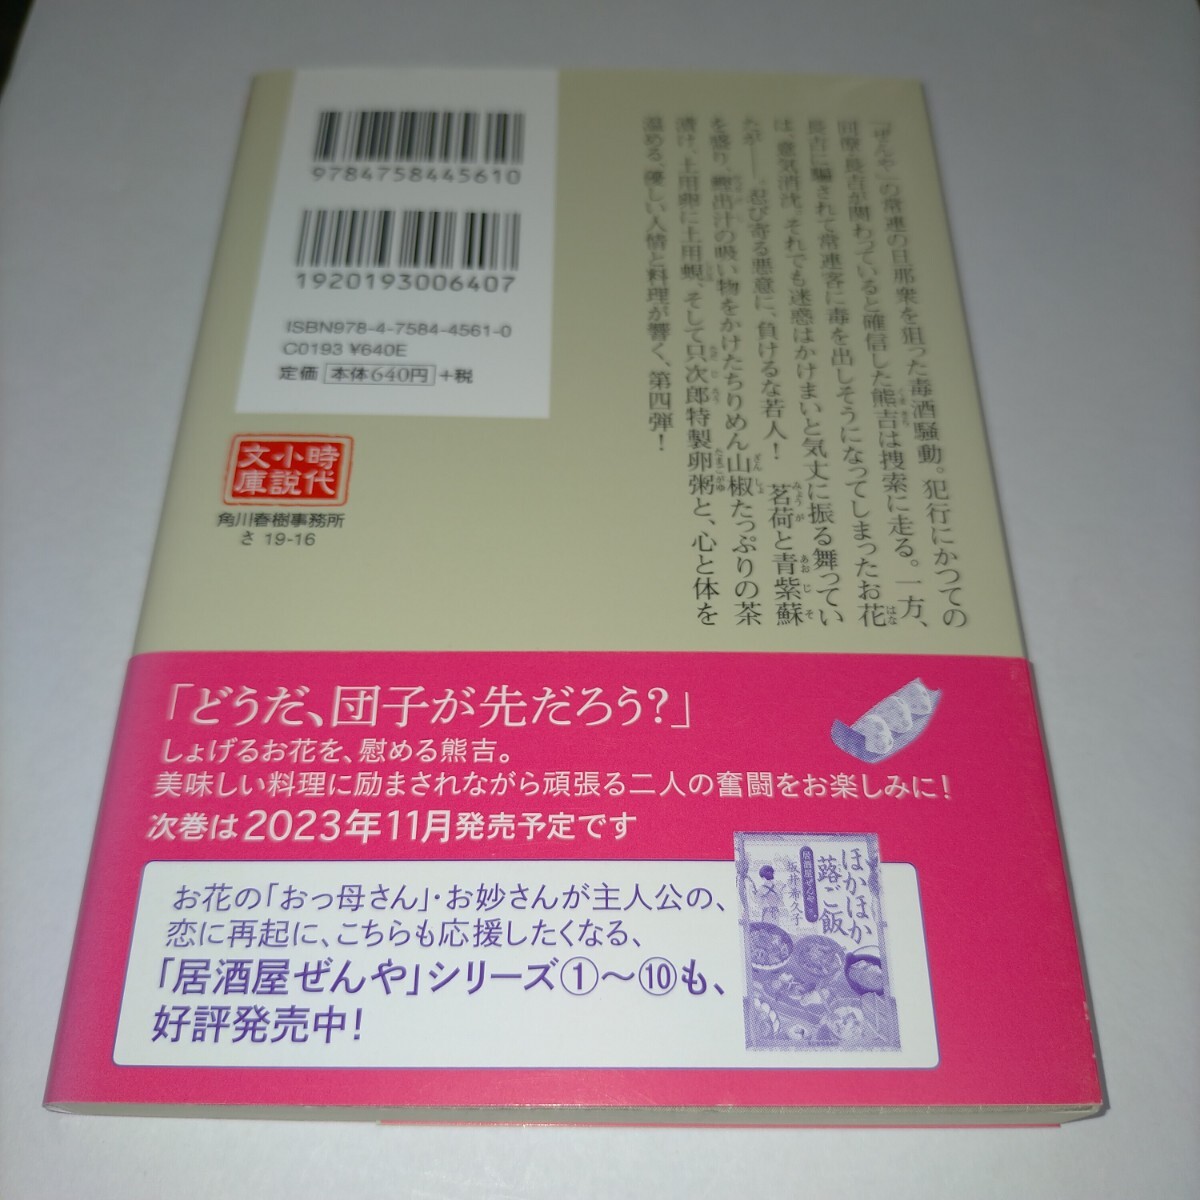 9784758445610
1920193006407
ISBN978-4-7584-4561-0
C0193 ¥640E
定価 本体640円 +税
時代
小説
文庫
角川春樹事務所
さ 19-16
「ぜんや」の常連の旦那衆を狙った毒酒騒動。犯行にかつての
同僚・長吉が関わっていると確信した熊吉は捜索に走る。一方、
長吉に騙されて常連客に毒を出しそうになってしまったお花
は、意気消沈。それでも迷惑はかけまいと気丈に振る舞ってい
たが――。忍び寄る悪意に、負けるな若人！ 茗荷と青紫蘇
を盛り、鰹出汁の吸い物をかけたちりめん山椒たっぷりの茶
漬け、土用卵に土用蜆、そして只次郎特製卵粥と、心と体を
温める、優しい人情と料理が響く、第四弾！
「どうだ、団子が先だろう?」
しょげるお花を、慰める熊吉。
美味しい料理に励まされながら頑張る二人の奮闘をお楽しみに!
次巻は2023年11月発売予定です
お花の「おっ母さん」・お妙さんが主人公の、
恋に再起に、こちらも応援したくなる、
「居酒屋ぜんや」シリーズ①〜⑩も、
好評発売中!
ほかほか
蕗ご飯
居酒屋ぜんや
坂井希久子